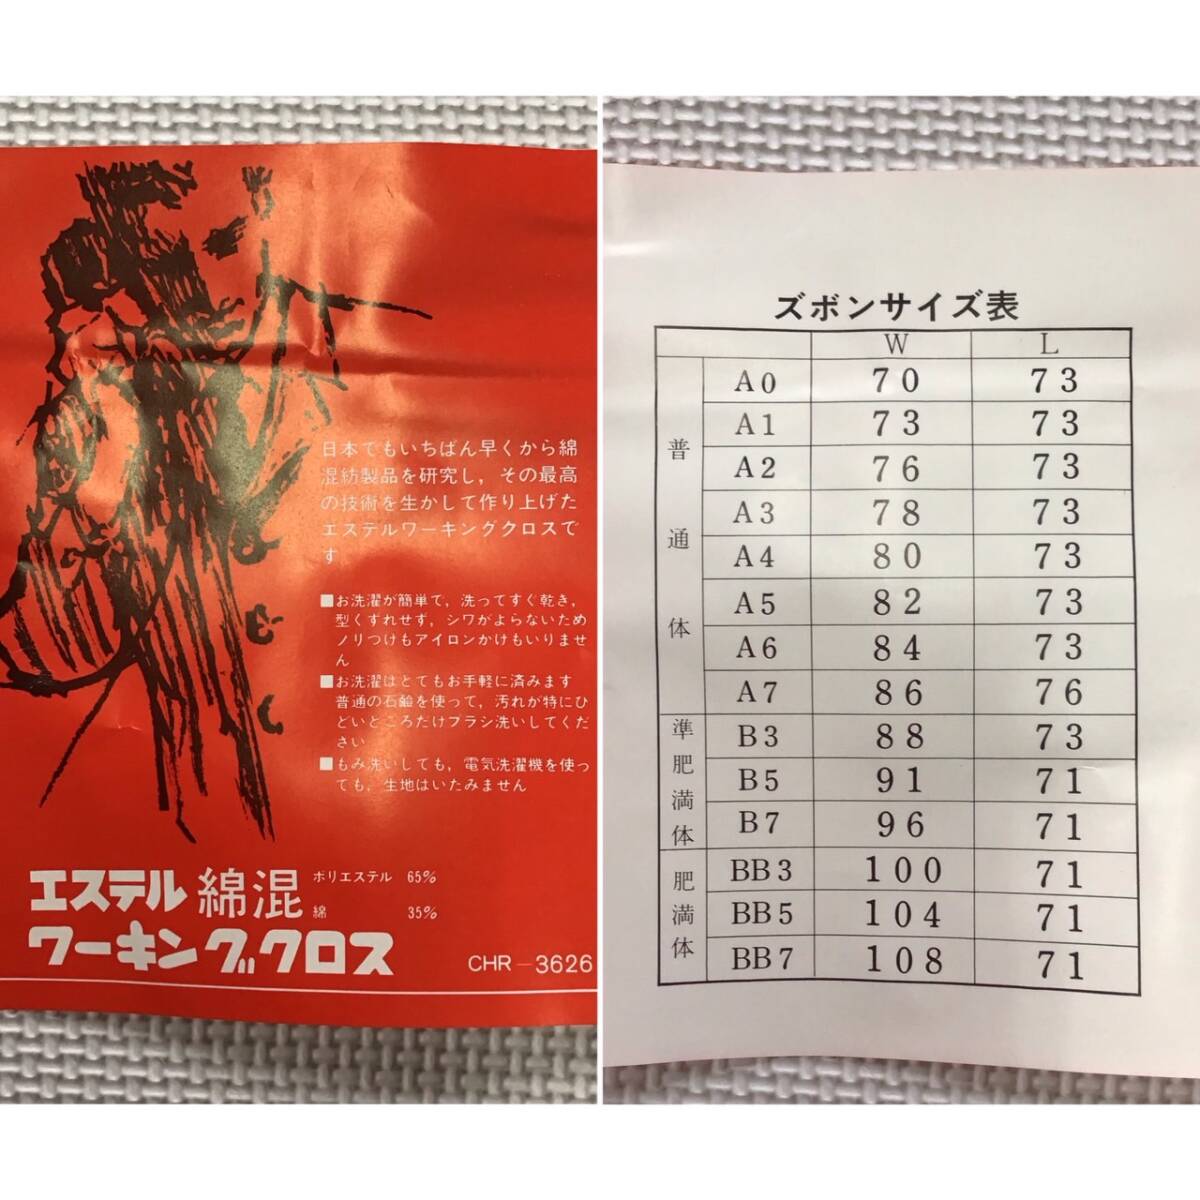 日本でもいちばん早くから綿
混紡製品を研究し，その最高
の技術を生かして作り上げた
エステルワーキングクロスで
す
■お洗濯が簡単で，洗ってすぐ乾き，
型くずれせず，シワがよらないため
ノリつけもアイロンかけもいりませ
ん
■お洗濯はとてもお手軽に済みます
普通の石鹼を使って，汚れが特にひ
どいところだけブラシ洗いしてくだ
さい
■もみ洗いしても，電気洗濯機を使っ
ても，生地はいたみません
エステル 綿混 ポリエステル 65%
綿 35%
ワーキングクロス
CHR－3626
ズボンサイズ表
W L
普通体
A0 70 73
A1 73 73
A2 76 73
A3 78 73
A4 80 73
A5 82 73
A6 84 73
A7 86 76
準肥満体
B3 88 73
B5 91 71
B7 96 71
肥満体
BB3 100 71
BB5 104 71
BB7 108 71